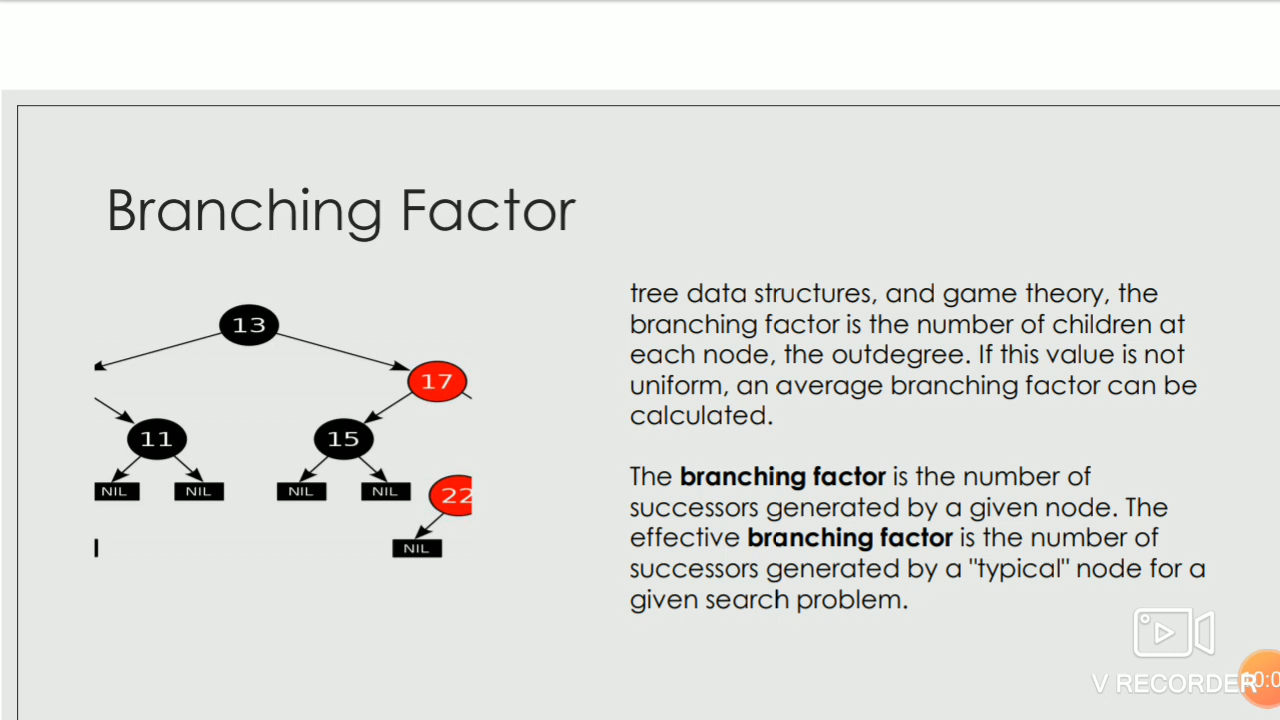 Branching Factor
13
17
11
15
NIL
NIL
NIL
NIL
22
NIL
tree data structures, and game theory, the
branching factor is the number of children at
each node, the outdegree. If this value is not
uniform, an average branching factor can be
calculated.
The branching factor is the number of
successors generated by a given node. The
effective branching factor is the number of
successors generated by a "typical" node for a
given search problem.
V RECORDER